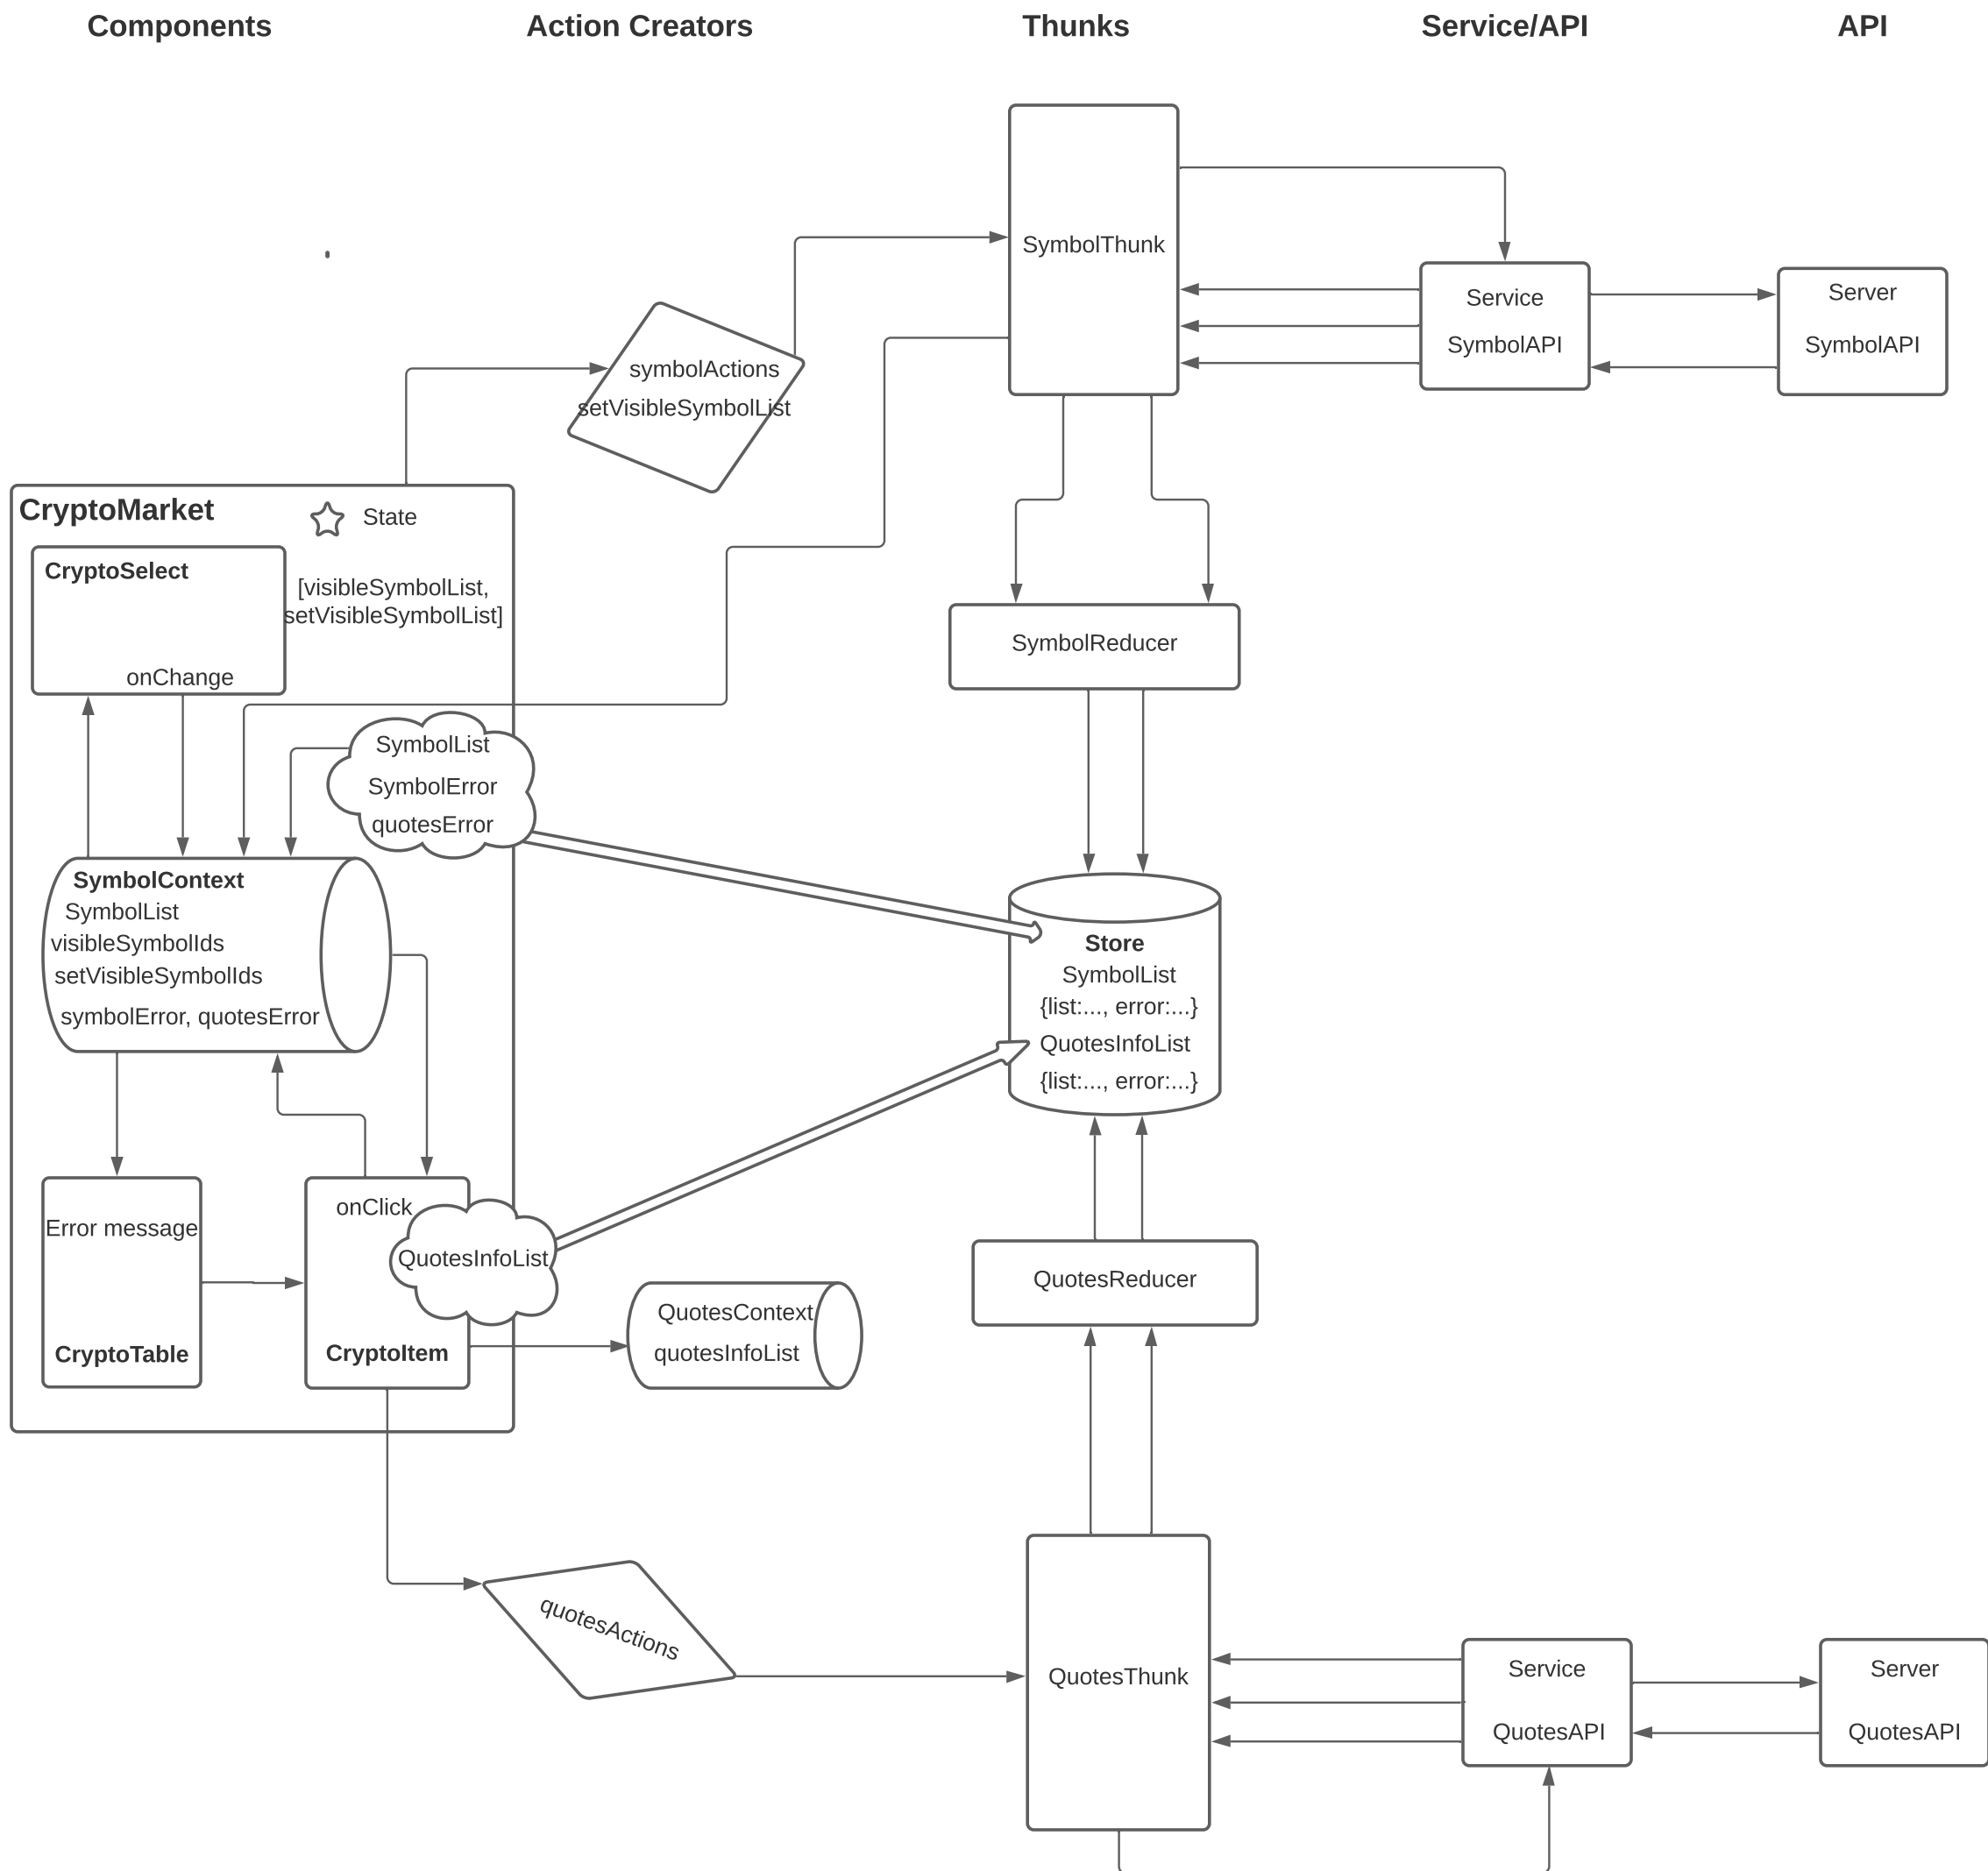 Components
Action Creators
Thunks
Service/API
API
SymbolThunk
Service
SymbolAPI
Server
SymbolAPI
symbolActions
setVisibleSymbolList
CryptoMarket
State
CryptoSelect
[visibleSymbolList,
setVisibleSymbolList]
onChange
SymbolReducer
SymbolList
SymbolError
quotesError
SymbolContext
SymbolList
visibleSymbolIds
setVisibleSymbolIds
symbolError, quotesError
Store
SymbolList
{list:..., error:...}
QuotesInfoList
{list:..., error:...}
Error message
CryptoTable
onClick
QuotesInfoList
CryptoItem
QuotesContext
quotesInfoList
QuotesReducer
quotesActions
QuotesThunk
Service
QuotesAPI
Server
QuotesAPI